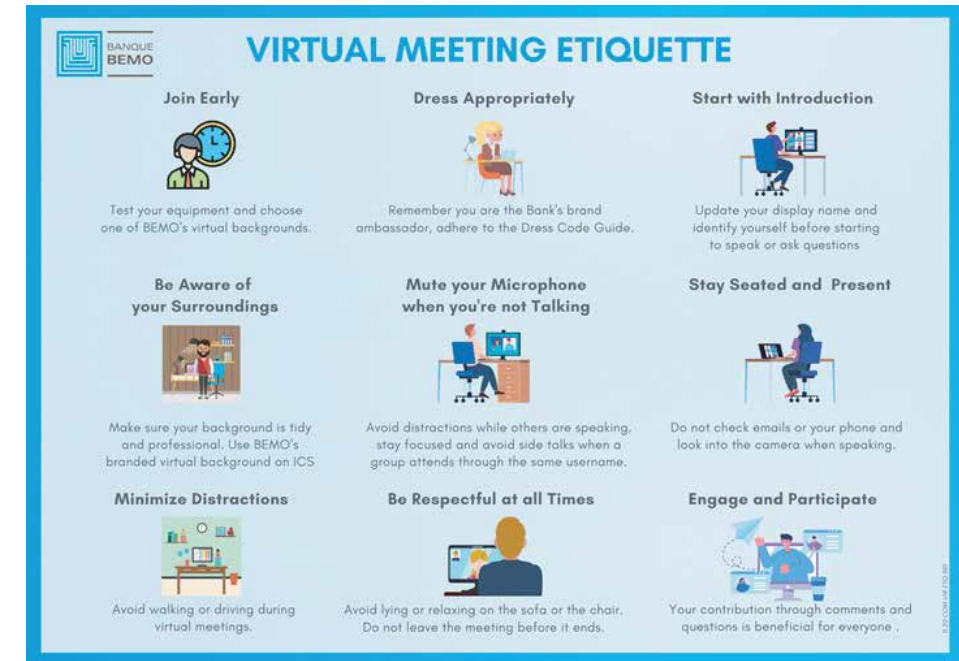 BANQUE
BEMO
VIRTUAL MEETING ETIQUETTE
Join Early
Test your equipment and choose
one of BEMO's virtual backgrounds.
Dress Appropriately
Remember you are the Bank's brand
ambassador, adhere to the Dress Code Guide.
Start with Introduction
Update your display name and
identify yourself before starting
to speak or ask questions
Be Aware of
your Surroundings
Make sure your background is tidy
and professional. Use BEMO's
branded virtual background on ICS
Mute your Microphone
when you're not Talking
Avoid distractions while others are speaking,
stay focused and avoid side talks when a
group attends through the same username.
Stay Seated and Present
Do not check emails or your phone and
look into the camera when speaking.
Minimize Distractions
Avoid walking or driving during
virtual meetings.
Be Respectful at all Times
Avoid lying or relaxing on the sofa or the chair.
Do not leave the meeting before it ends.
Engage and Participate
Your contribution through comments and
questions is beneficial for everyone .